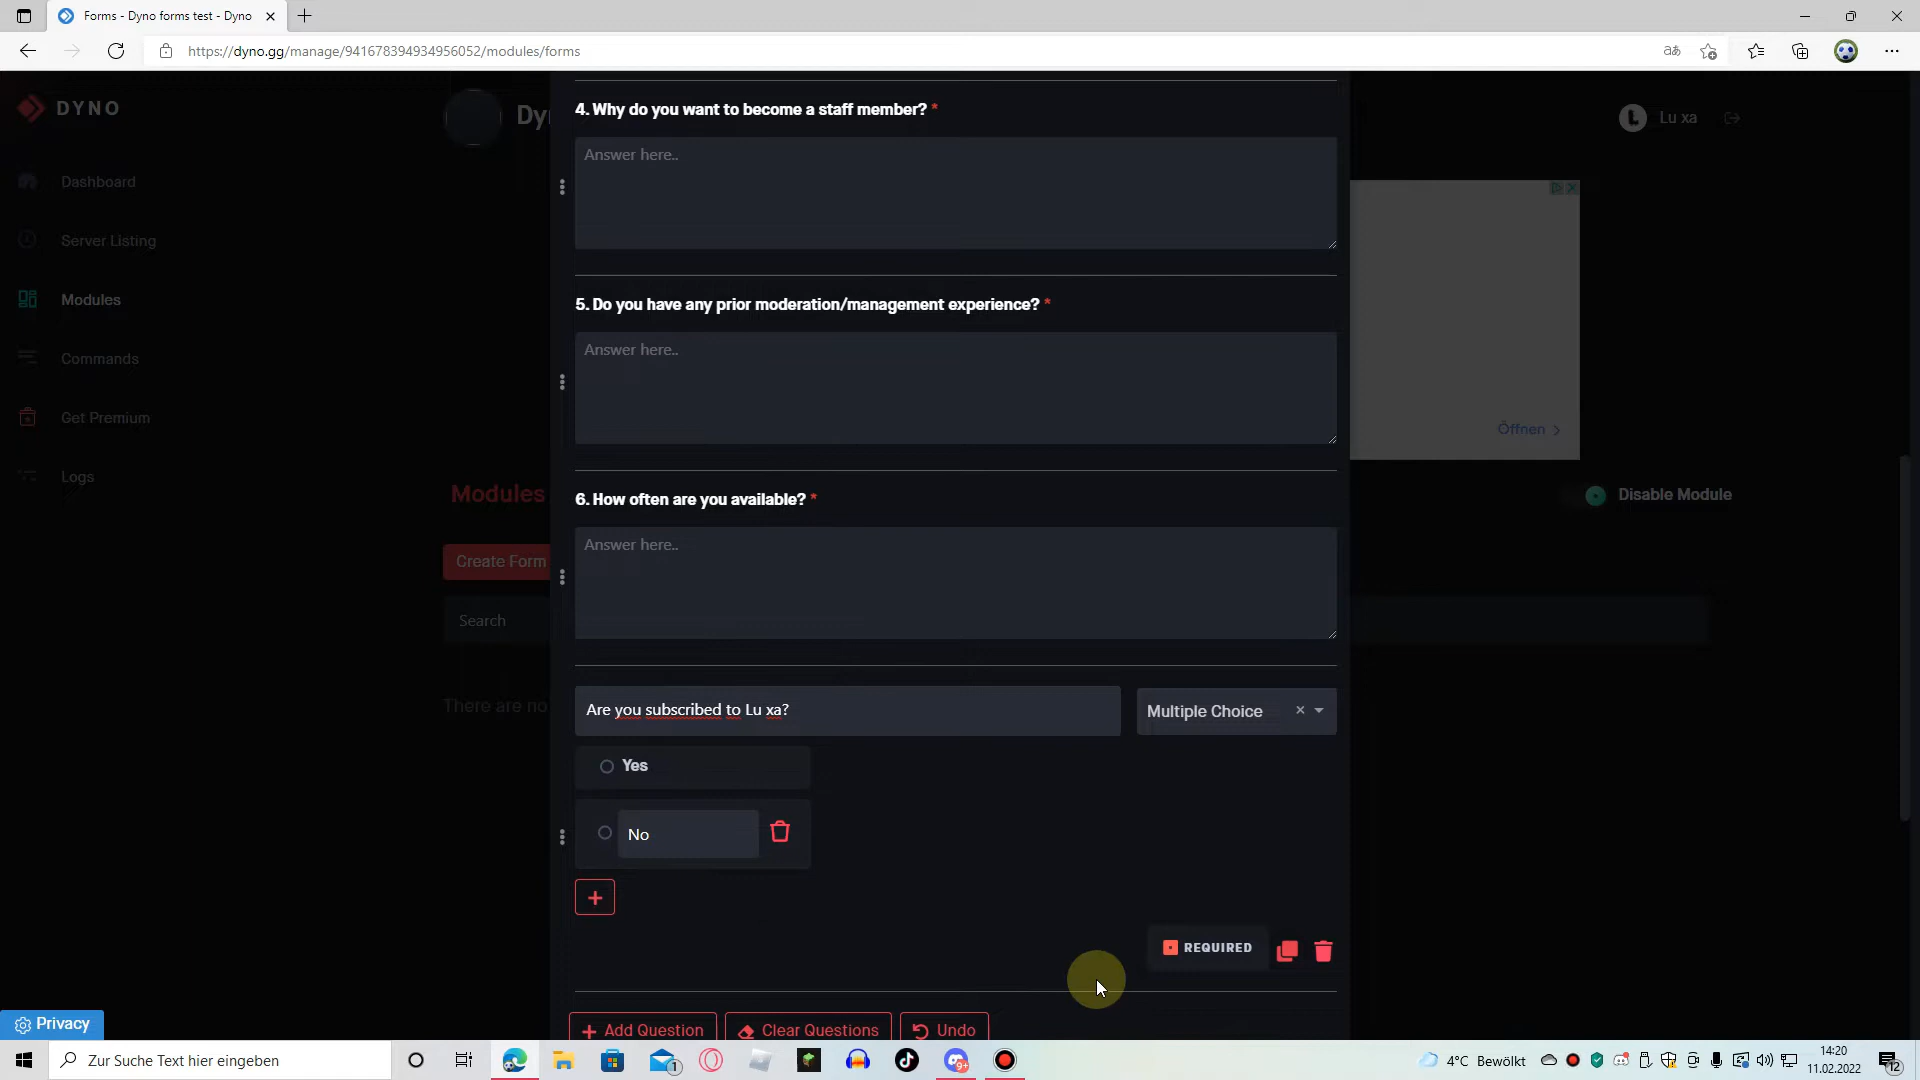 Forms - Dyno forms test - Dyno
https://dyno.gg/manage/941678394934956052/modules/forms
DYNO
Dy
Lu xa
Dashboard
Server Listing
Modules
Commands
Get Premium
Logs
4. Why do you want to become a staff member? *
Answer here..
5. Do you have any prior moderation/management experience? *
Answer here..
Öffnen
Modules
Disable Module
6. How often are you available? *
Answer here..
Create Form
Search
There are no
Are you subscribed to Lu xa?
Multiple Choice
Yes
No
REQUIRED
Add Question
Clear Questions
Undo
Privacy
Zur Suche Text hier eingeben
1
9+
4°C Bewölkt
14:20
11.02.2022
12